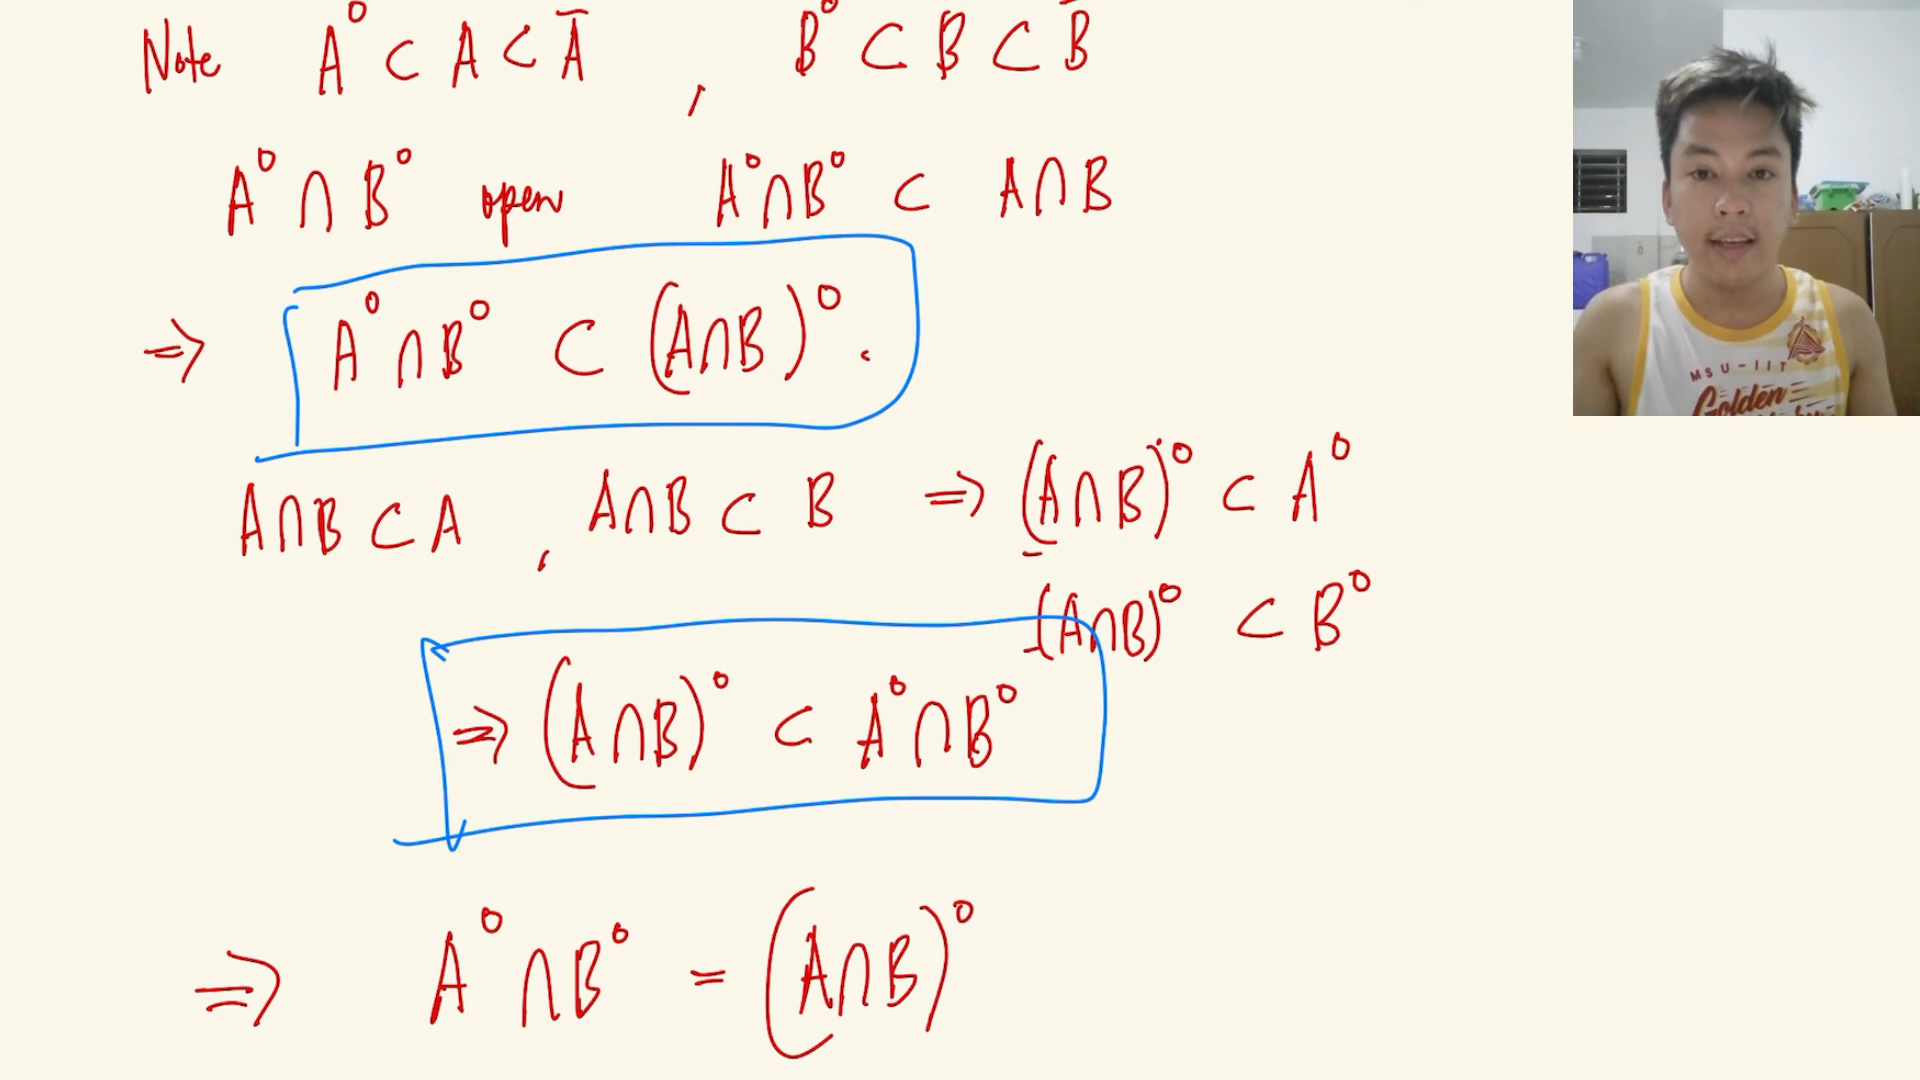 Note A° ⊂ A ⊂ A̅ , B° ⊂ B ⊂ B̅
A° ∩ B° open A° ∩ B° ⊂ A ∩ B
⇒ A° ∩ B° ⊂ (A ∩ B)° .
A ∩ B ⊂ A , A ∩ B ⊂ B ⇒ (A ∩ B)° ⊂ A°
(A ∩ B)° ⊂ B°
⇒ (A ∩ B)° ⊂ A° ∩ B°
⇒ A° ∩ B° = (A ∩ B)°
MSU-IIT
Golden